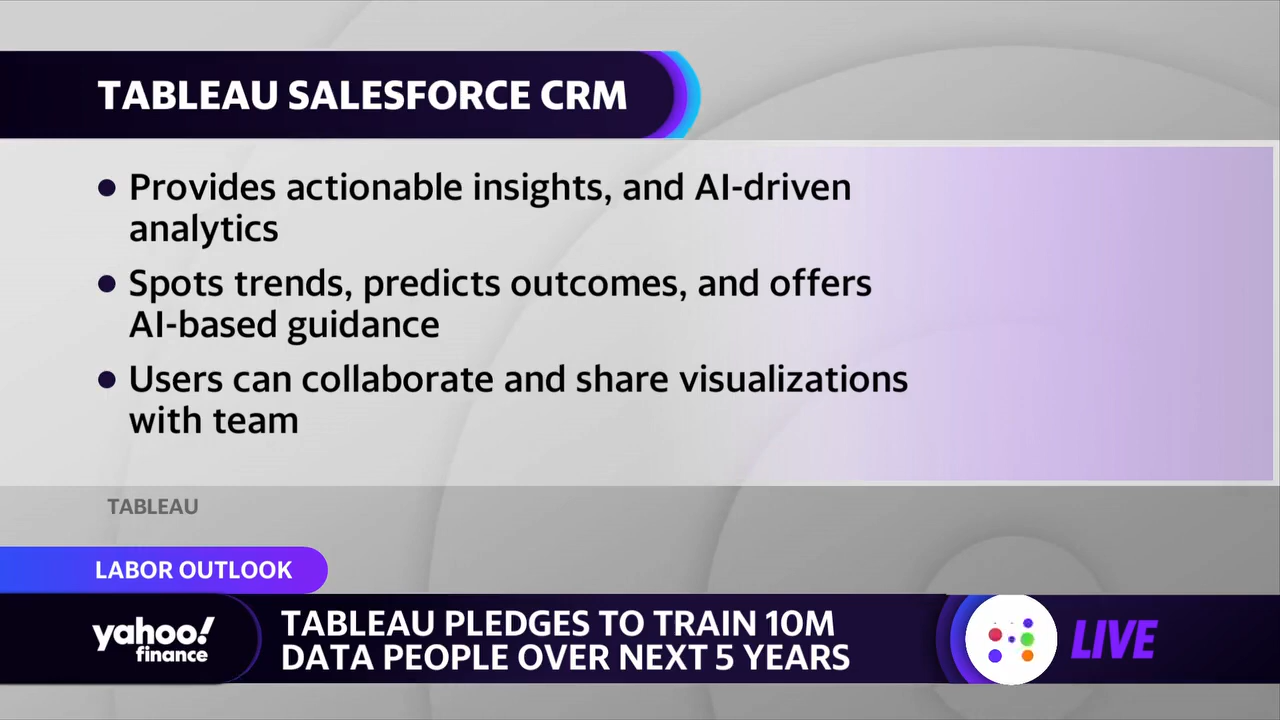 TABLEAU SALESFORCE CRM
● Provides actionable insights, and AI-driven
analytics
● Spots trends, predicts outcomes, and offers
AI-based guidance
● Users can collaborate and share visualizations
with team
TABLEAU
LABOR OUTLOOK
yahoo!
finance
TABLEAU PLEDGES TO TRAIN 10M
DATA PEOPLE OVER NEXT 5 YEARS
LIVE